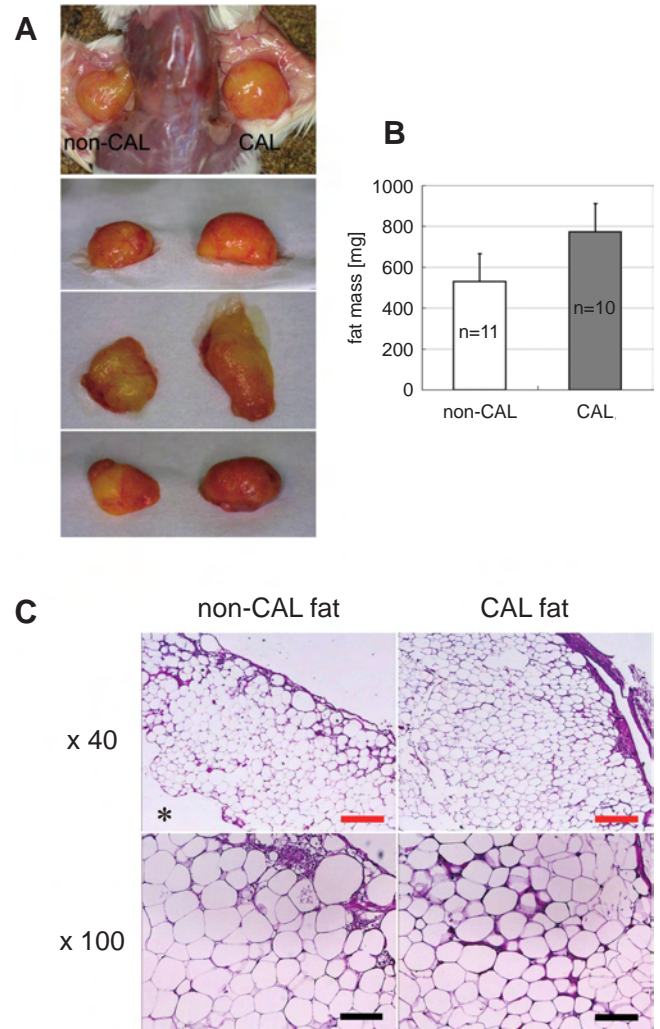 A
non-CAL CAL
B
1000
800
600
400
200
0
fat mass [mg]
n=11
n=10
non-CAL CAL
C
non-CAL fat CAL fat
x 40
*
x 100